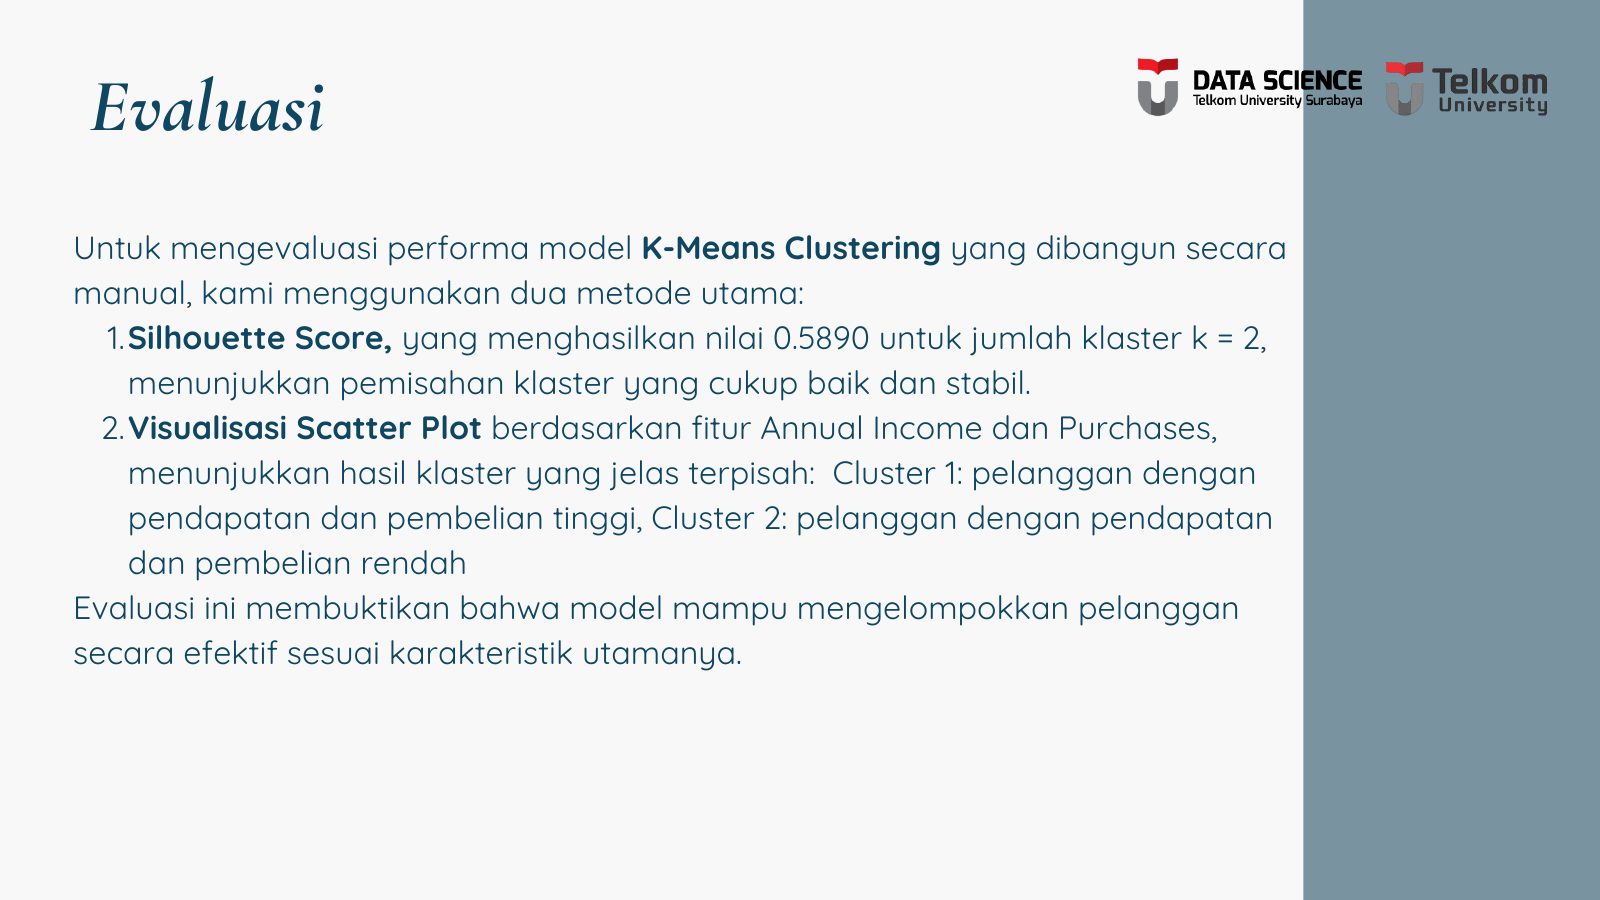 Evaluasi
DATA SCIENCE
Telkom University Surabaya
Telkom
University
Untuk mengevaluasi performa model K-Means Clustering yang dibangun secara
manual, kami menggunakan dua metode utama:
1. Silhouette Score, yang menghasilkan nilai 0.5890 untuk jumlah klaster k = 2,
menunjukkan pemisahan klaster yang cukup baik dan stabil.
2. Visualisasi Scatter Plot berdasarkan fitur Annual Income dan Purchases,
menunjukkan hasil klaster yang jelas terpisah:  Cluster 1: pelanggan dengan
pendapatan dan pembelian tinggi, Cluster 2: pelanggan dengan pendapatan
dan pembelian rendah
Evaluasi ini membuktikan bahwa model mampu mengelompokkan pelanggan
secara efektif sesuai karakteristik utamanya.